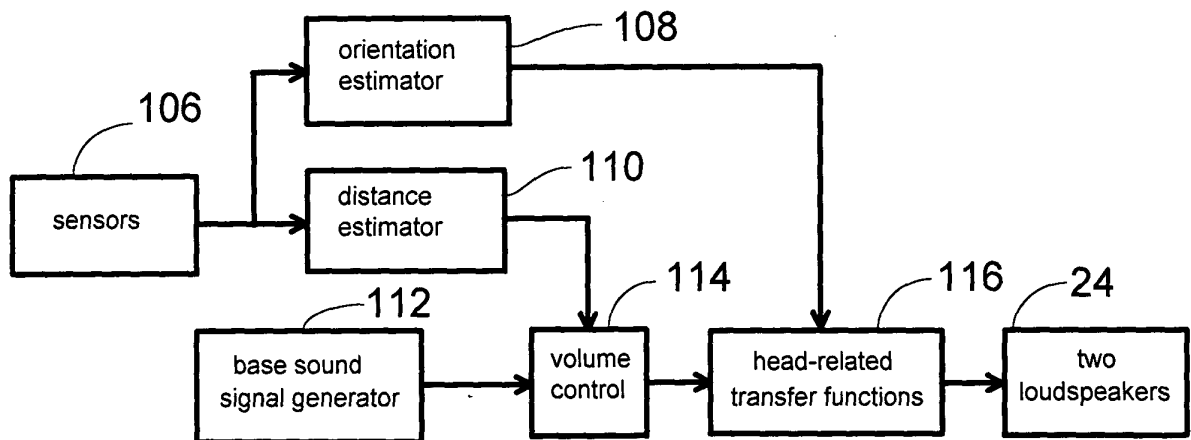 108
orientation
estimator
106
sensors
110
distance
estimator
112
base sound
signal generator
114
volume
control
116
head-related
transfer functions
24
two
loudspeakers